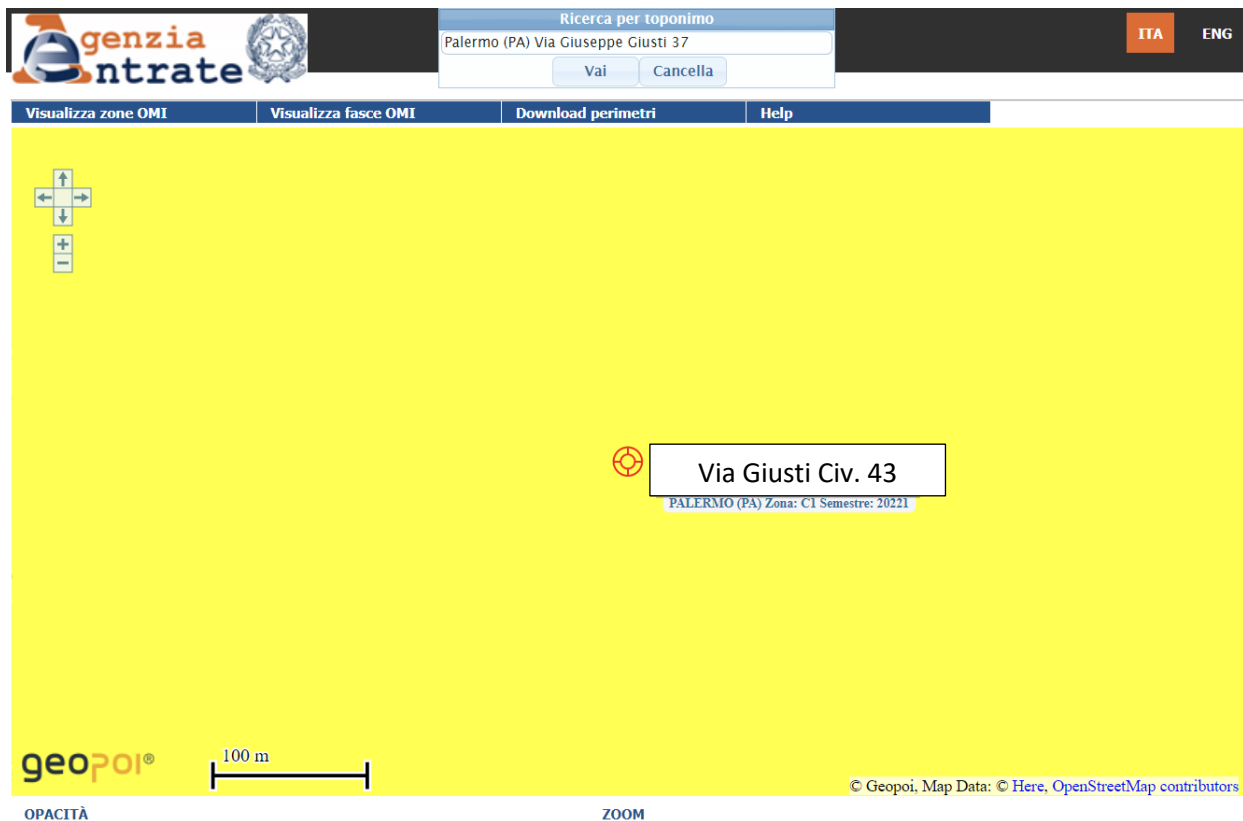 Agenzia
Entrate
Ricerca per toponimo
Palermo (PA) Via Giuseppe Giusti 37
Vai Cancella
ITA ENG
Visualizza zone OMI Visualizza fasce OMI Download perimetri Help
+
−
Via Giusti Civ. 43
PALERMO (PA) Zona: C1 Semestre: 20221
geopoi® 100 m
© Geopoi, Map Data: © Here, OpenStreetMap contributors
OPACITÀ ZOOM